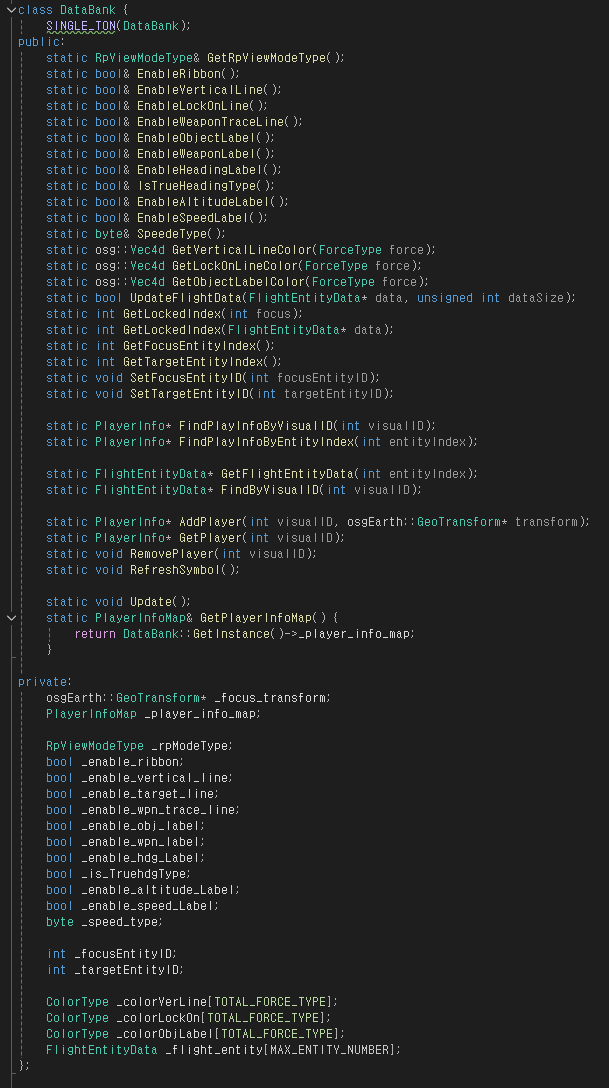 class DataBank {
SINGLE_TON(DataBank);
public:
static RpViewModeType& GetRpViewModeType();
static bool& EnableRibbon();
static bool& EnableVerticalLine();
static bool& EnableLockOnLine();
static bool& EnableWeaponTraceLine();
static bool& EnableObjectLabel();
static bool& EnableWeaponLabel();
static bool& EnableHeadingLabel();
static bool& IsTrueHeadingType();
static bool& EnableAltitudeLabel();
static bool& EnableSpeedLabel();
static byte& SpeedeType();
static osg::Vec4d GetVerticalLineColor(ForceType force);
static osg::Vec4d GetLockOnLineColor(ForceType force);
static osg::Vec4d GetObjectLabelColor(ForceType force);
static bool UpdateFlightData(FlightEntityData* data, unsigned int dataSize);
static int GetLockedIndex(int focus);
static int GetLockedIndex(FlightEntityData* data);
static int GetFocusEntityIndex();
static int GetTargetEntityIndex();
static void SetFocusEntityID(int focusEntityID);
static void SetTargetEntityID(int targetEntityID);
static PlayerInfo* FindPlayInfoByVisualID(int visualID);
static PlayerInfo* FindPlayInfoByEntityIndex(int entityIndex);
static FlightEntityData* GetFlightEntityData(int entityIndex);
static FlightEntityData* FindByVisualID(int visualID);
static PlayerInfo* AddPlayer(int visualID, osgEarth::GeoTransform* transform);
static PlayerInfo* GetPlayer(int visualID);
static void RemovePlayer(int visualID);
static void RefreshSymbol();
static void Update();
static PlayerInfoMap& GetPlayerInfoMap() {
return DataBank::GetInstance()->_player_info_map;
}
private:
osgEarth::GeoTransform* _focus_transform;
PlayerInfoMap _player_info_map;
RpViewModeType _rpModeType;
bool _enable_ribbon;
bool _enable_vertical_line;
bool _enable_target_line;
bool _enable_wpn_trace_line;
bool _enable_obj_label;
bool _enable_wpn_label;
bool _enable_hdg_Label;
bool _is_TruehdgType;
bool _enable_altitude_Label;
bool _enable_speed_Label;
byte _speed_type;
int _focusEntityID;
int _targetEntityID;
ColorType _colorVerLine[TOTAL_FORCE_TYPE];
ColorType _colorLockOn[TOTAL_FORCE_TYPE];
ColorType _colorObjLabel[TOTAL_FORCE_TYPE];
FlightEntityData _flight_entity[MAX_ENTITY_NUMBER];
};